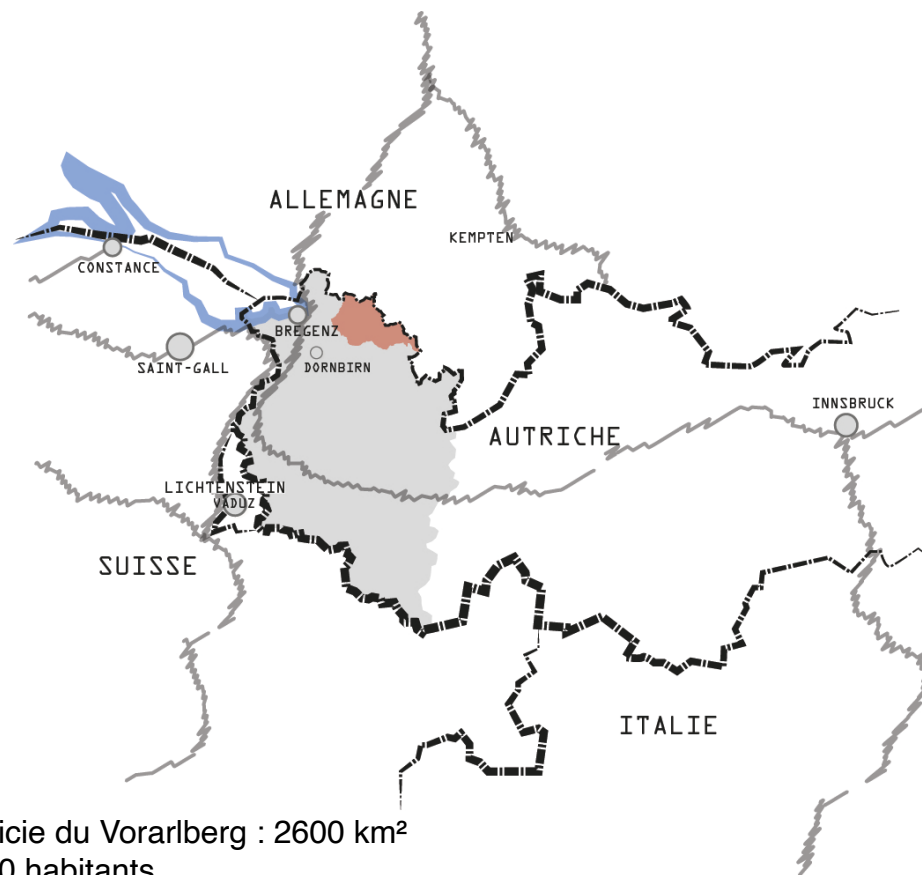 ALLEMAGNE
KEMPTEN
CONSTANCE
BREGENZ
SAINT-GALL
DORNBIRN
INNSBRUCK
AUTRICHE
LICHTENSTEIN
VADUZ
SUISSE
ITALIE
icie du Vorarlberg : 2600 km²
0 habitants